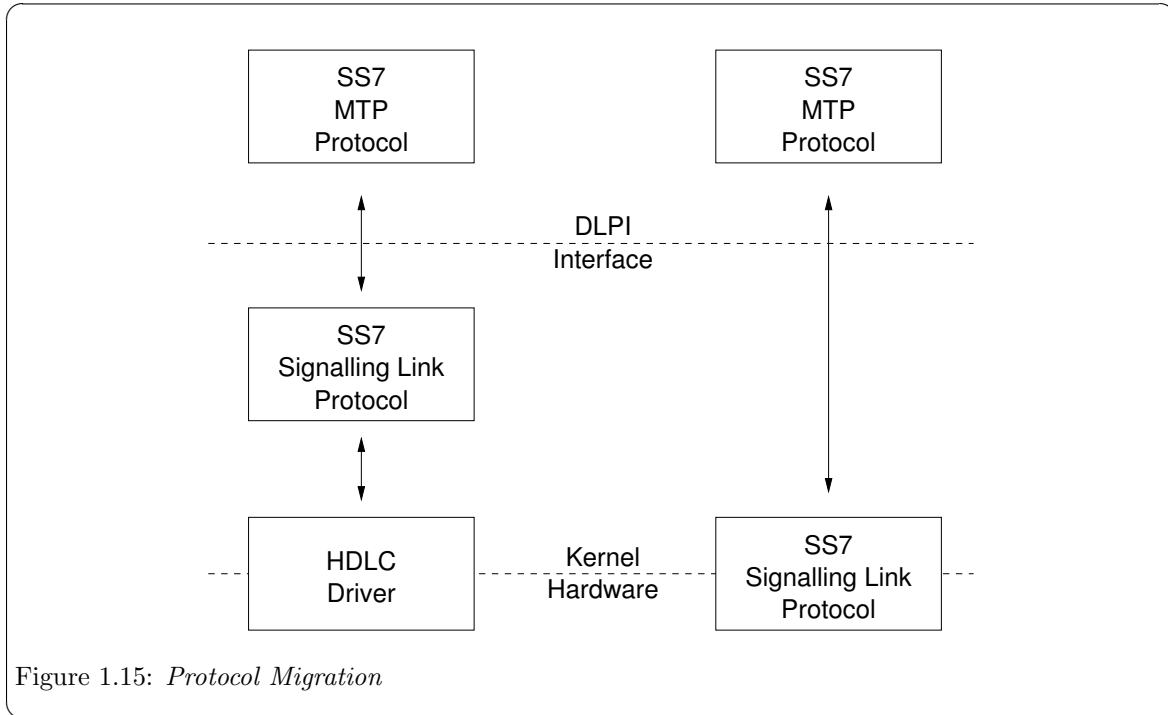 SS7
MTP
Protocol
SS7
MTP
Protocol
DLPI
Interface
SS7
Signalling Link
Protocol
HDLC
Driver
Kernel
Hardware
SS7
Signalling Link
Protocol
Figure 1.15: Protocol Migration